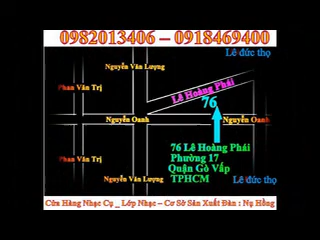 0982013406 – 0918469400
Lê đức thọ
Nguyễn Văn Lượng
Phan Văn Trị
Lê Hoàng Phái
76
Nguyễn Oanh
Nguyễn Oanh
76 Lê Hoàng Phái
Phường 17
Quận Gò Vấp
TPHCM
Phan Văn Trị
Nguyễn Văn Lượng
Lê đức thọ
Cửa Hàng Nhạc Cụ _ Lớp Nhạc – Cơ Sở Sản Xuất Đàn : Nụ Hồng